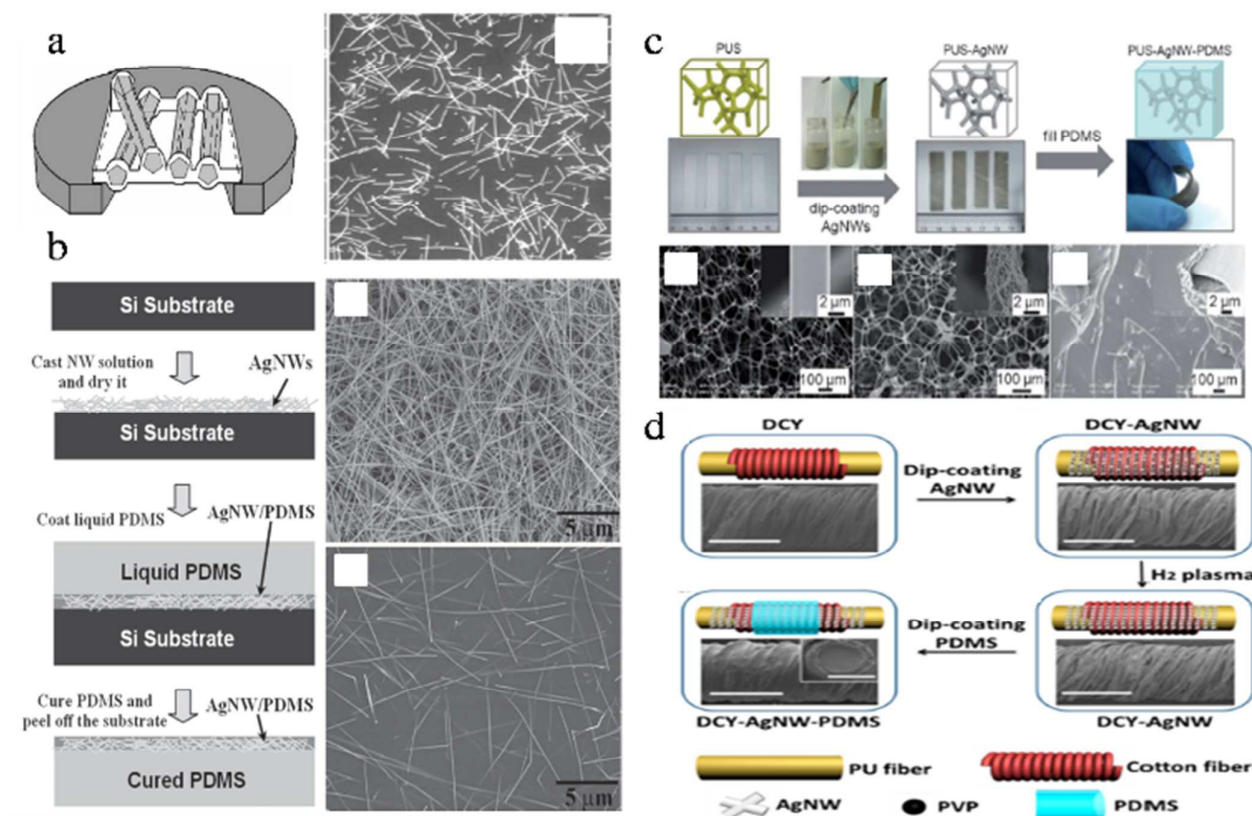 a
b
Si Substrate
Cast NW solution
and dry it
AgNWs
Si Substrate
Coat liquid PDMS
AgNW/PDMS
Liquid PDMS
Si Substrate
Cure PDMS and
peel off the substrate
AgNW/PDMS
Cured PDMS
5 μm
5 μm
c
PUS
PUS-AgNW
PUS-AgNW-PDMS
dip-coating
AgNWs
fill PDMS
2 μm
100 μm
2 μm
100 μm
2 μm
100 μm
d
DCY
Dip-coating
AgNW
DCY-AgNW
H2 plasma
Dip-coating
PDMS
DCY-AgNW-PDMS
DCY-AgNW
PU fiber
Cotton fiber
AgNW
PVP
PDMS